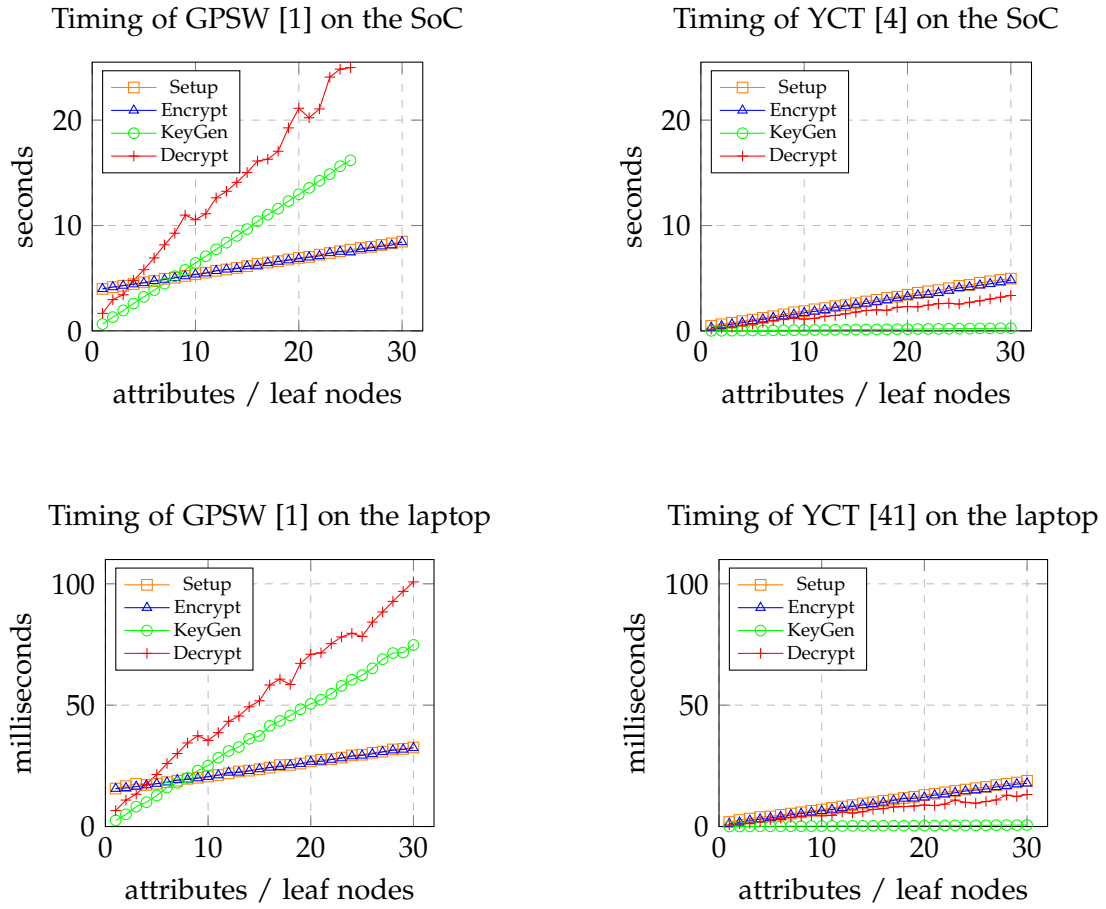 Timing of GPSW [1] on the SoC
Setup
Encrypt
KeyGen
Decrypt
20
10
0
seconds
0
10
20
30
attributes / leaf nodes
Timing of YCT [4] on the SoC
Setup
Encrypt
KeyGen
Decrypt
20
10
0
seconds
0
10
20
30
attributes / leaf nodes
Timing of GPSW [1] on the laptop
Setup
Encrypt
KeyGen
Decrypt
100
50
0
milliseconds
0
10
20
30
attributes / leaf nodes
Timing of YCT [41] on the laptop
Setup
Encrypt
KeyGen
Decrypt
100
50
0
milliseconds
0
10
20
30
attributes / leaf nodes